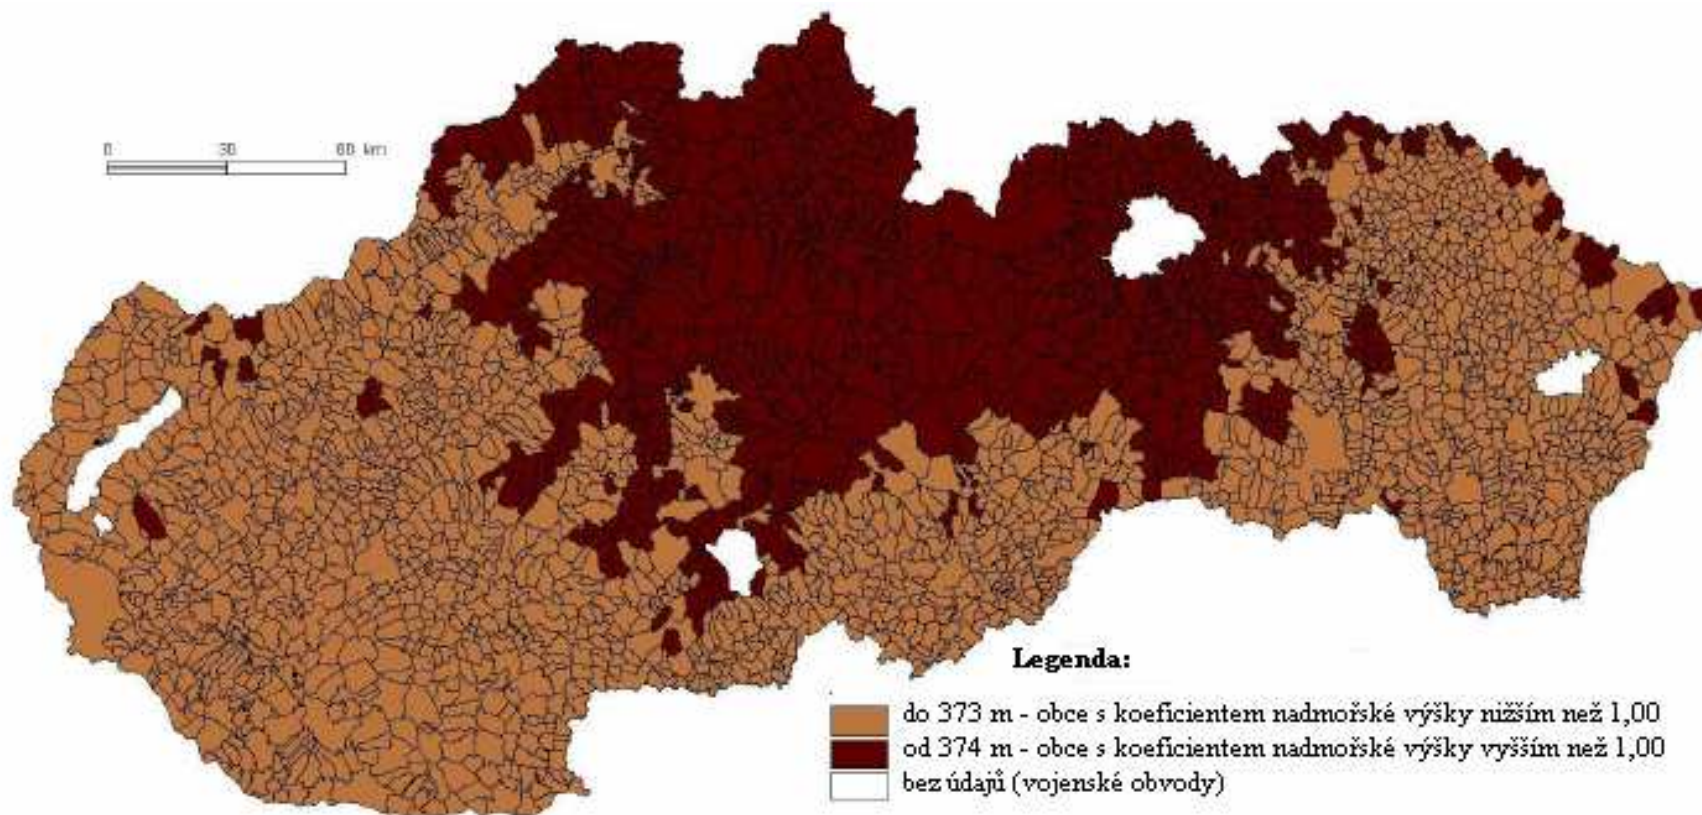 0 30 60 km
Legenda:
do 373 m - obce s koeficientem nadmořské výšky nižším než 1,00
od 374 m - obce s koeficientem nadmořské výšky vyšším než 1,00
bez údajů (vojenské obvody)